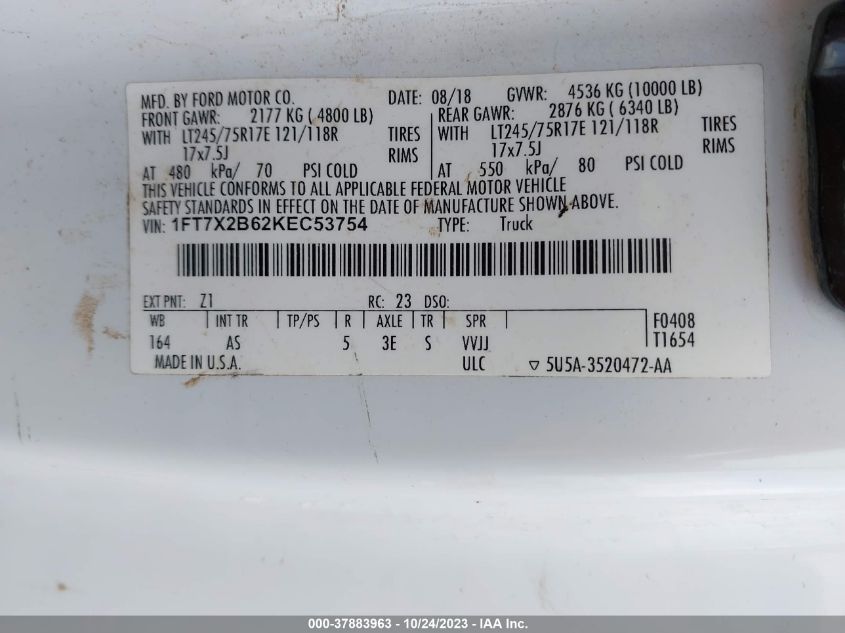 MFD. BY FORD MOTOR CO. DATE: 08/18 GVWR: 4536 KG (10000 LB)
FRONT GAWR: 2177 KG ( 4800 LB) REAR GAWR: 2876 KG ( 6340 LB)
WITH LT245/75R17E 121/118R TIRES WITH LT245/75R17E 121/118R TIRES
17x7.5J RIMS 17x7.5J RIMS
AT 480 kPa/ 70 PSI COLD AT 550 kPa/ 80 PSI COLD
THIS VEHICLE CONFORMS TO ALL APPLICABLE FEDERAL MOTOR VEHICLE
SAFETY STANDARDS IN EFFECT ON THE DATE OF MANUFACTURE SHOWN ABOVE.
VIN: 1FT7X2B62KEC53754 TYPE: Truck
EXT PNT: Z1 RC: 23 DSO:
WB INT TR TP/PS R AXLE TR SPR F0408
164 AS 5 3E S VVJJ T1654
MADE IN U.S.A. ULC ▽ 5U5A-3520472-AA
000-37883963 - 10/24/2023 - IAA Inc.